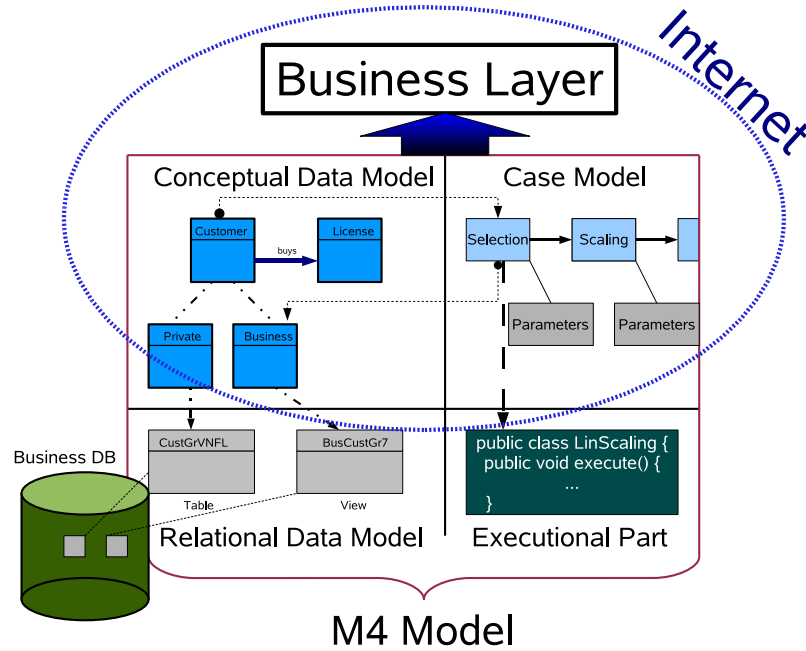 Internet
Business Layer
Conceptual Data Model
Case Model
Customer
License
buys
Selection
Scaling
Private
Business
Parameters
Parameters
CustGrVNFL
BusCustGr7
Table
View
public class LinScaling {
public void execute() {
...
}
Business DB
Relational Data Model
Executional Part
M4 Model